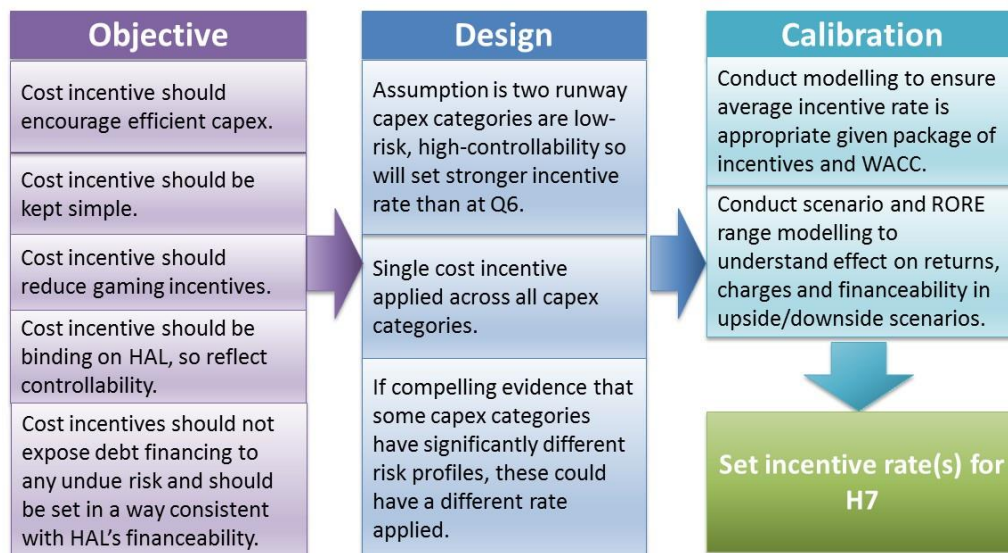 Objective
Cost incentive should
encourage efficient capex.
Cost incentive should be
kept simple.
Cost incentive should
reduce gaming incentives.
Cost incentive should be
binding on HAL, so reflect
controllability.
Cost incentives should not
expose debt financing to
any undue risk and should
be set in a way consistent
with HAL’s financeability.
Design
Assumption is two runway
capex categories are low-
risk, high-controllability so
will set stronger incentive
rate than at Q6.
Single cost incentive
applied across all capex
categories.
If compelling evidence that
some capex categories
have significantly different
risk profiles, these could
have a different rate
applied.
Calibration
Conduct modelling to ensure
average incentive rate is
appropriate given package of
incentives and WACC.
Conduct scenario and RORE
range modelling to
understand effect on returns,
charges and financeability in
upside/downside scenarios.
Set incentive rate(s) for
H7